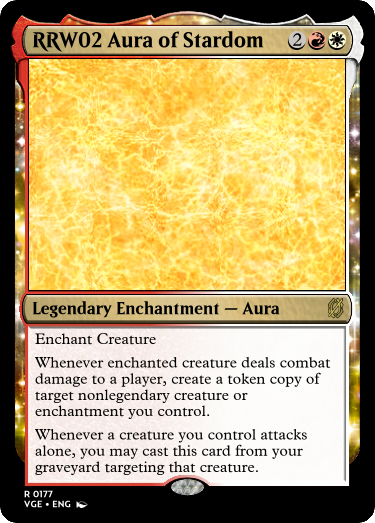 RRW02 Aura of Stardom 2
Legendary Enchantment — Aura
Enchant Creature
Whenever enchanted creature deals combat
damage to a player, create a token copy of
target nonlegendary creature or
enchantment you control.
Whenever a creature you control attacks
alone, you may cast this card from your
graveyard targeting that creature.
R 0177
VGE • ENG